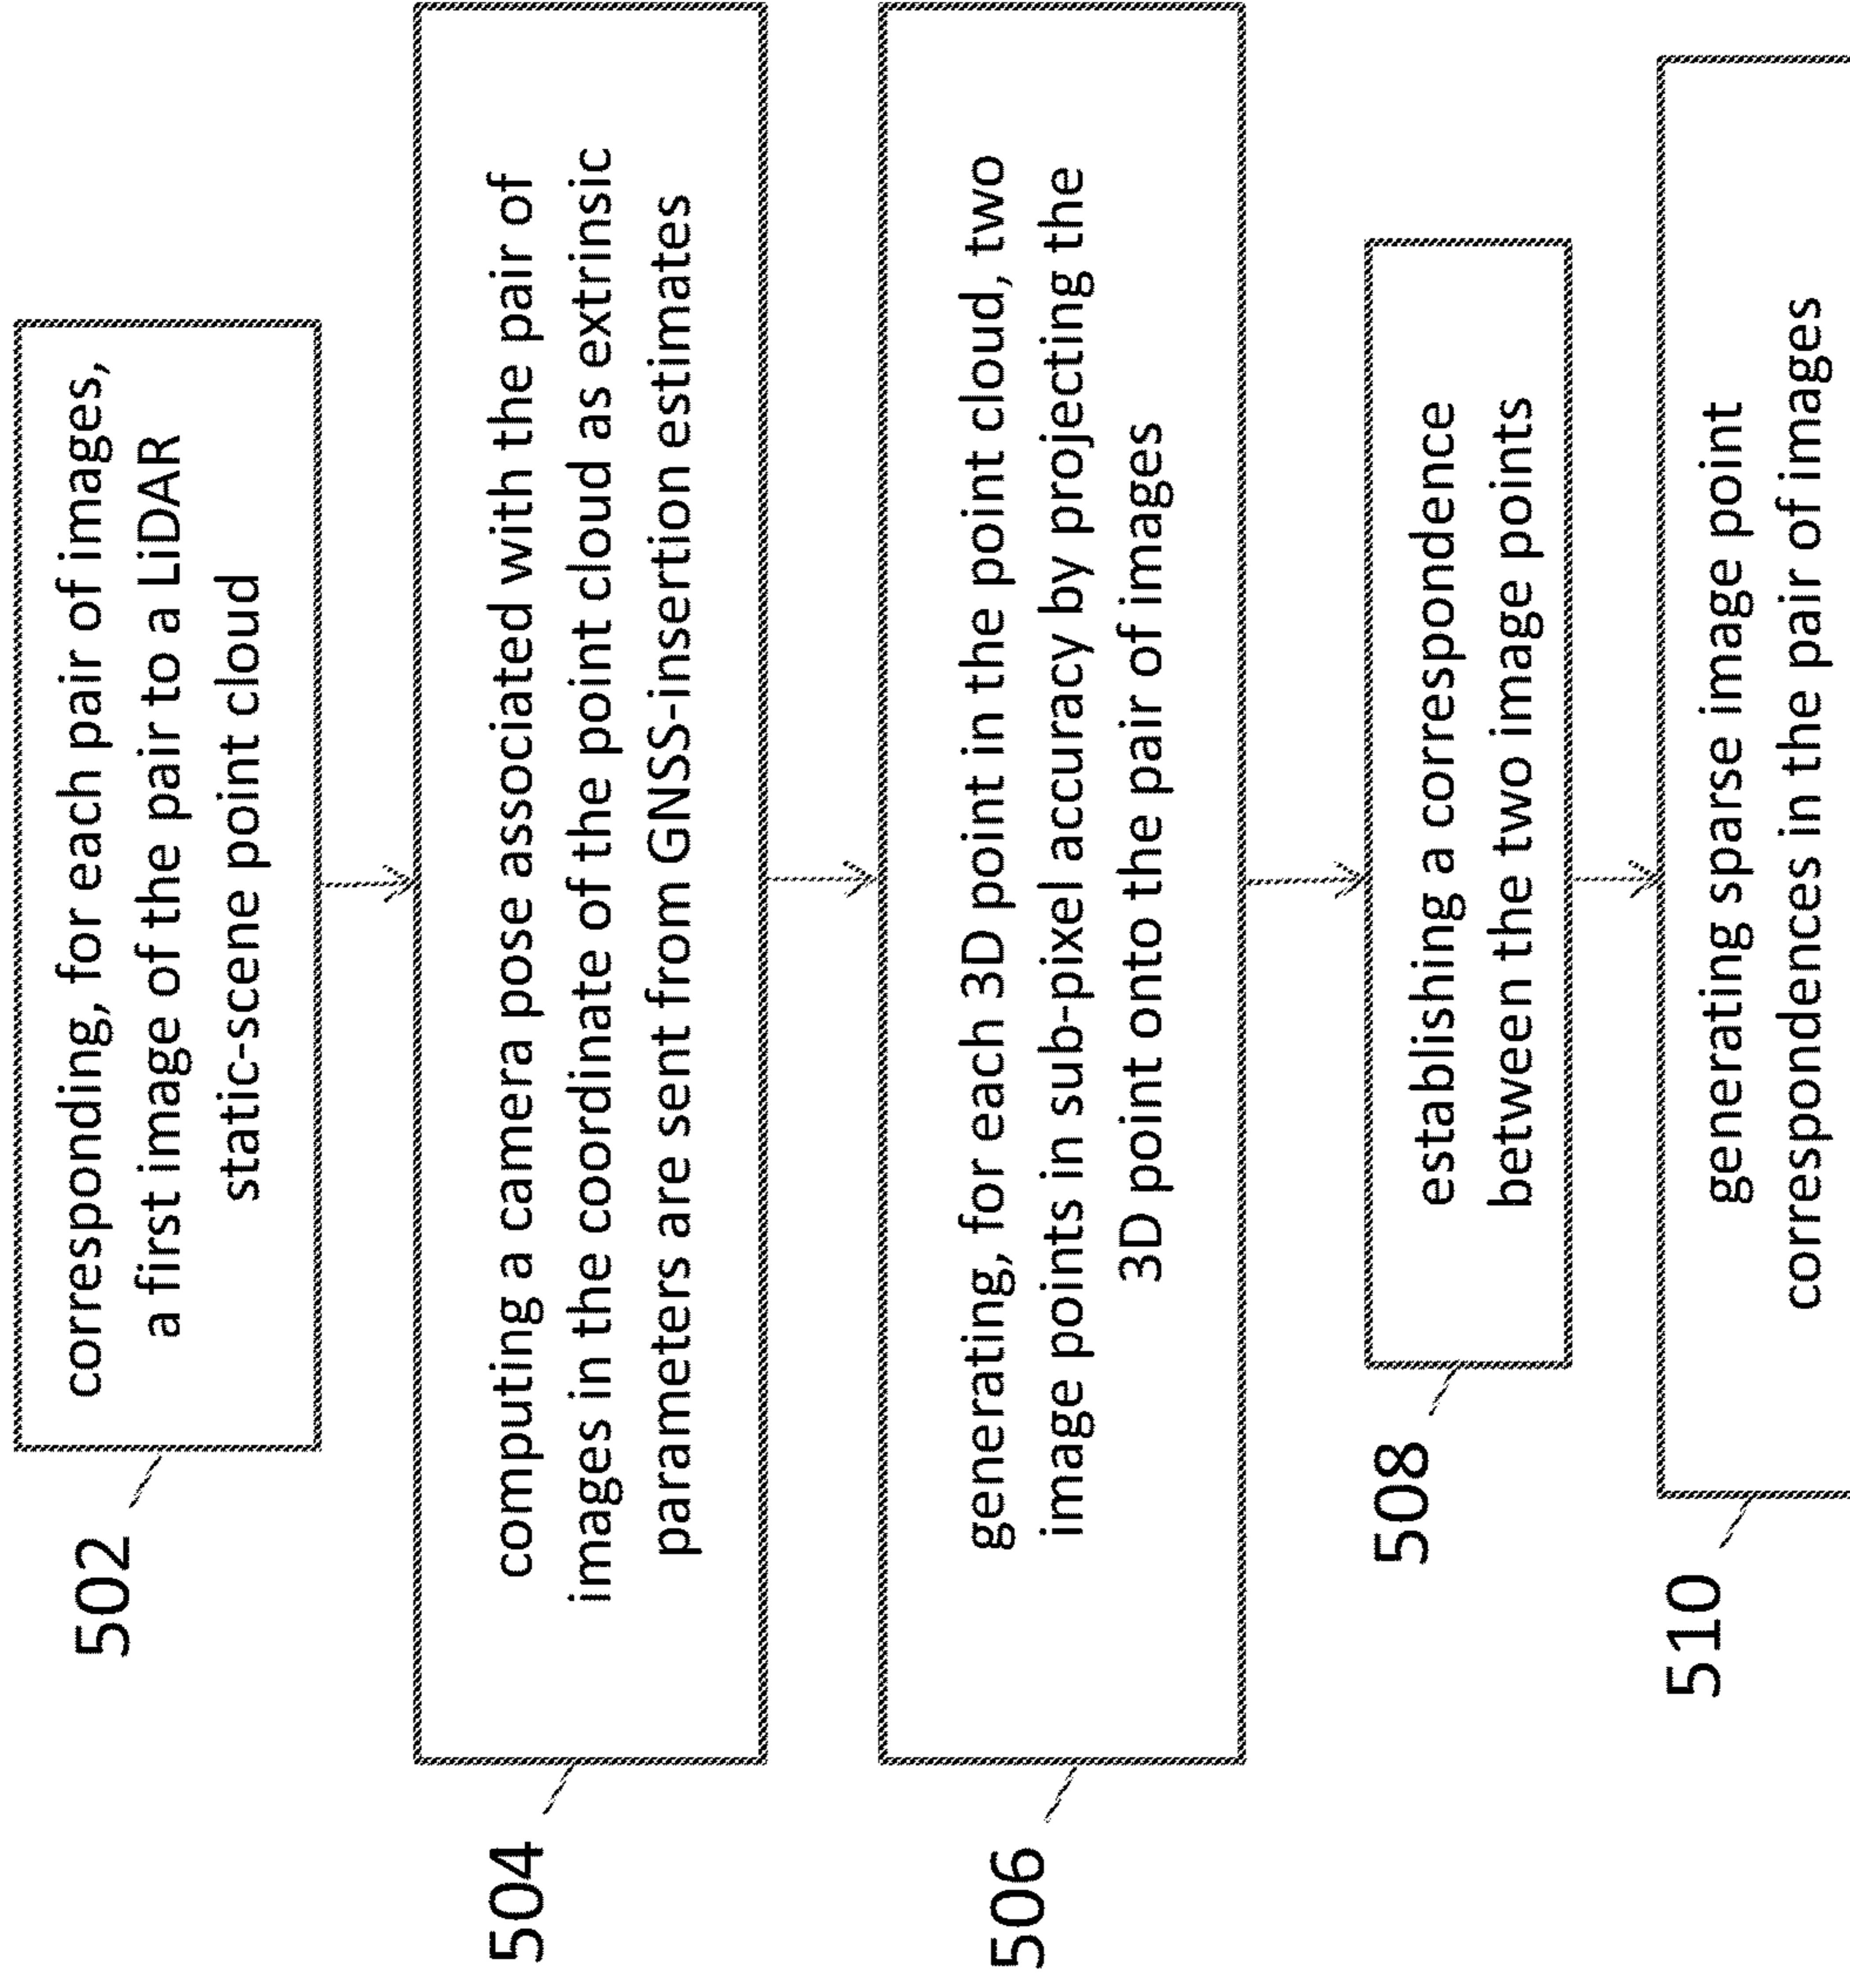 502
corresponding, for each pair of images,
a first image of the pair to a LiDAR
static-scene point cloud
504
computing a camera pose associated with the pair of
images in the coordinate of the point cloud as extrinsic
parameters are sent from GNSS-insertion estimates
506
generating, for each 3D point in the point cloud, two
image points in sub-pixel accuracy by projecting the
3D point onto the pair of images
508
establishing a correspondence
between the two image points
510
generating sparse image point
correspondences in the pair of images